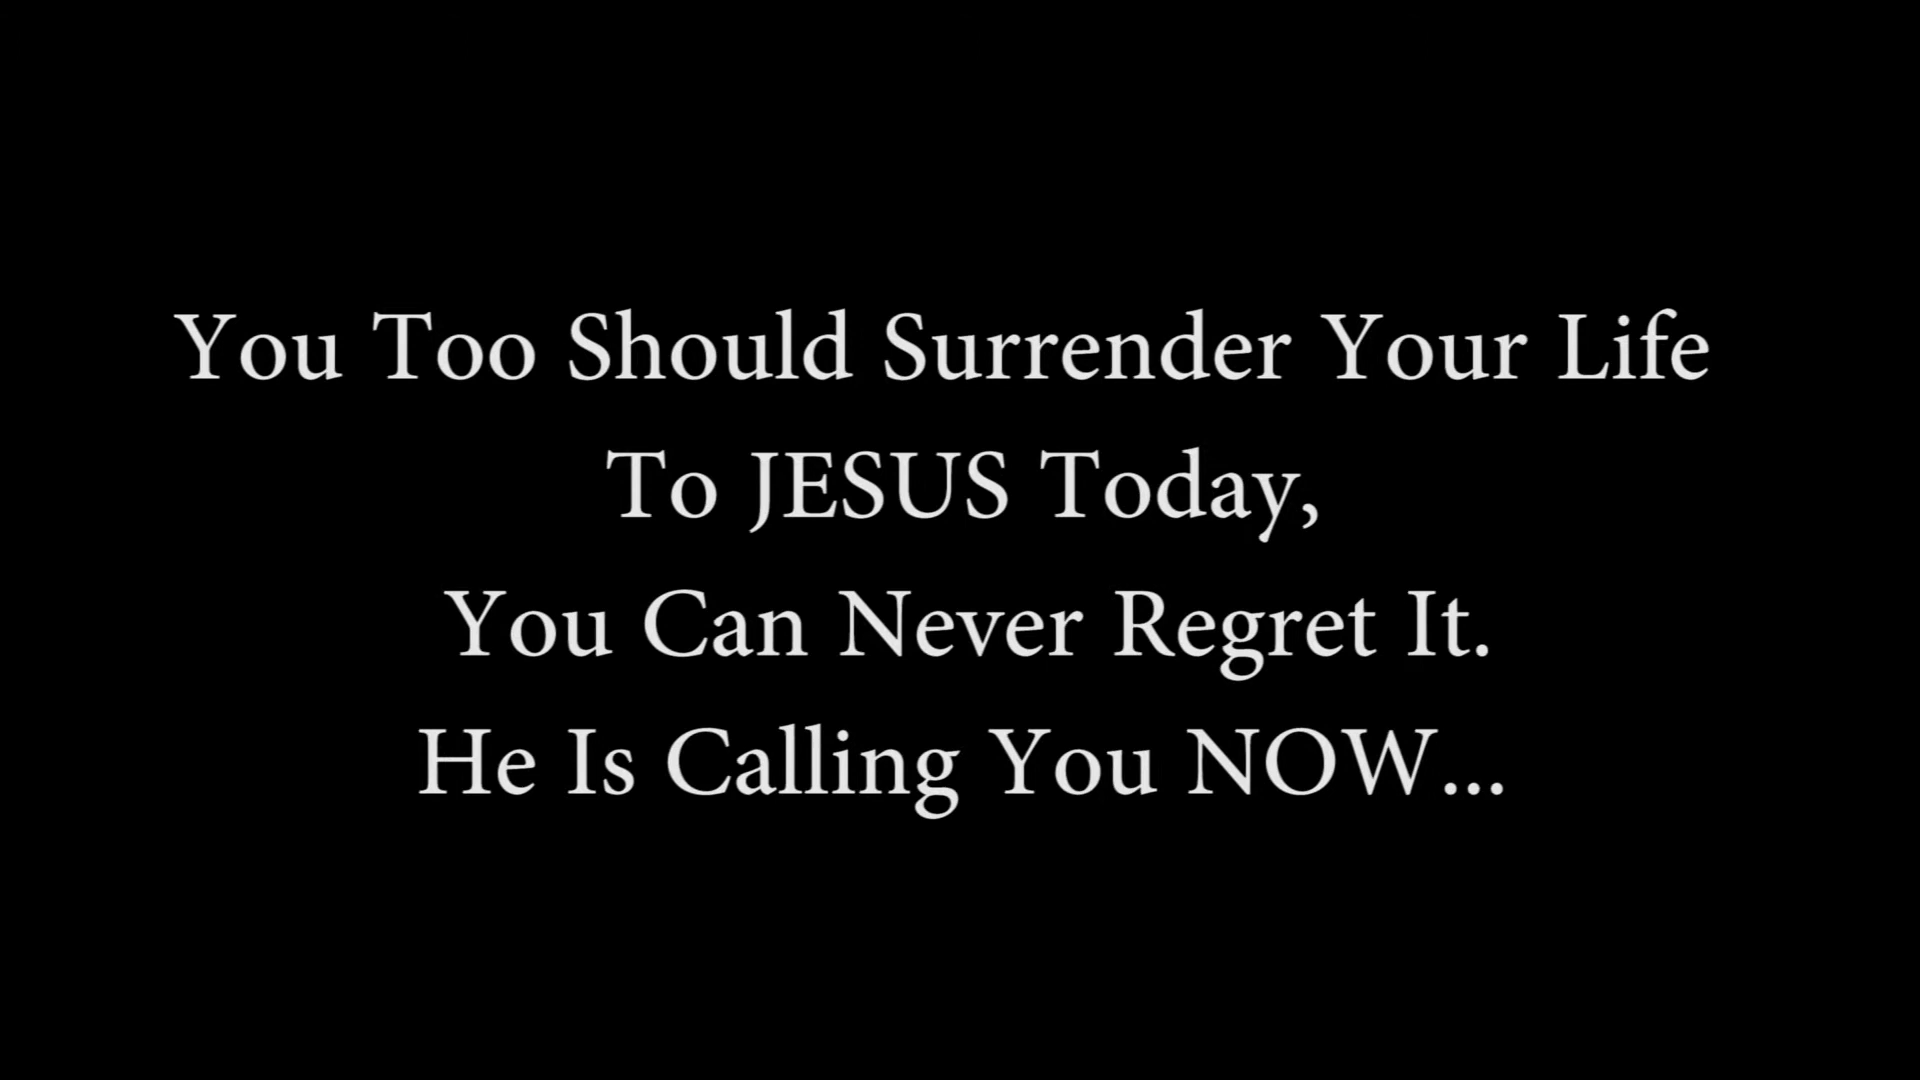 You Too Should Surrender Your Life
To JESUS Today,
You Can Never Regret It.
He Is Calling You NOW...